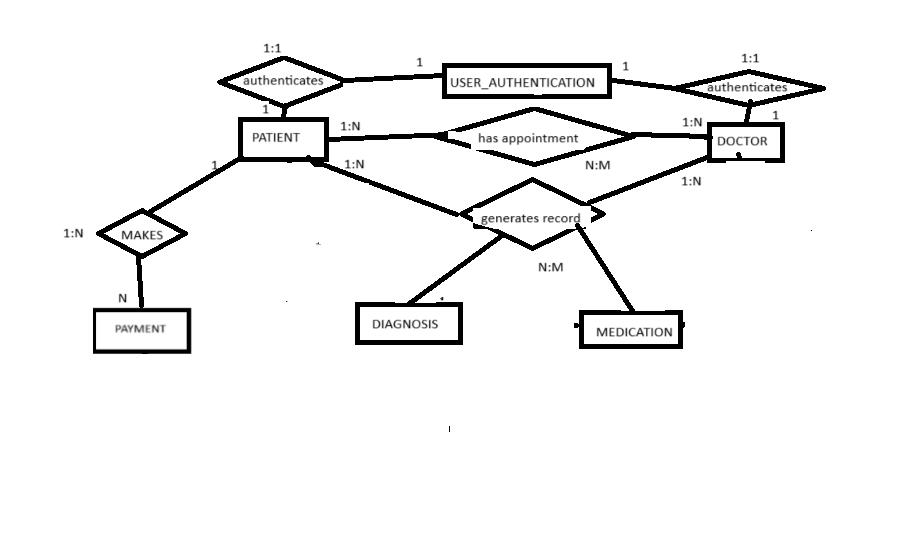 1:1
authenticates
1
USER_AUTHENTICATION
1
1:1
authenticates
1
PATIENT
1:N
has appointment
N:M
1:N
DOCTOR
1
1
1:N
generates record
1:N
N:M
1:N
MAKES
N
PAYMENT
DIAGNOSIS
MEDICATION